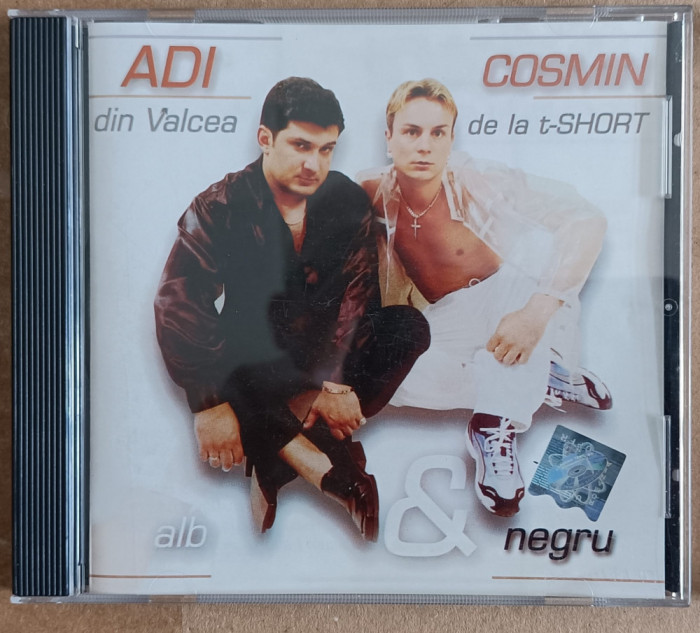 ADI
din Valcea
COSMIN
de la t-SHORT
alb
&
negru